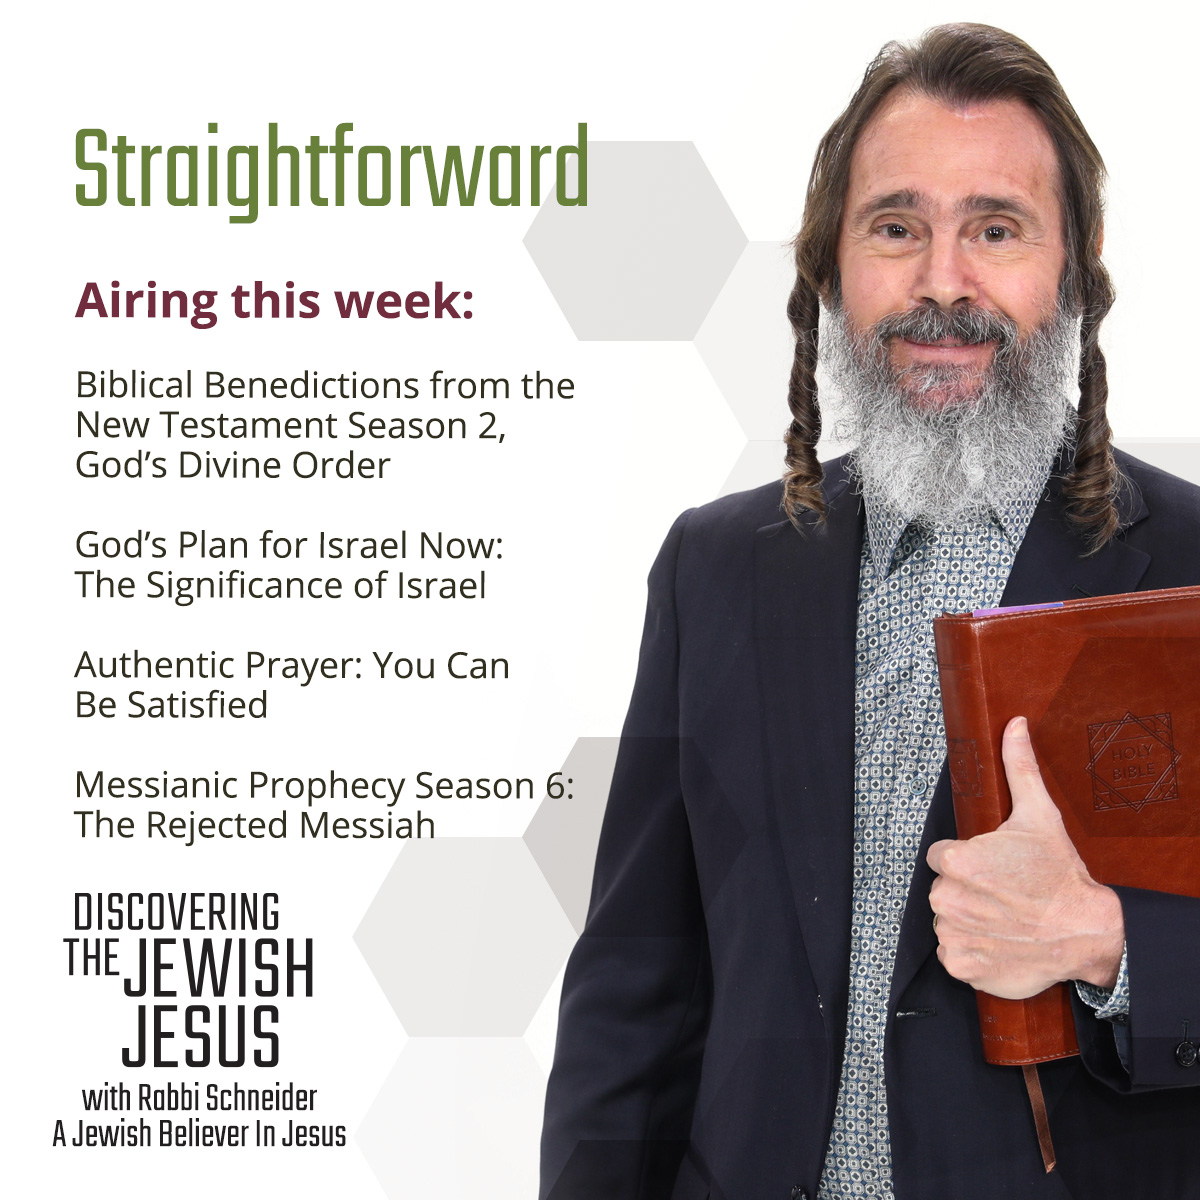 Straightforward
Airing this week:
Biblical Benedictions from the
New Testament Season 2,
God's Divine Order
God's Plan for Israel Now:
The Significance of Israel
Authentic Prayer: You Can
Be Satisfied
Messianic Prophecy Season 6:
The Rejected Messiah
DISCOVERING
THE JEWISH
JESUS
with Rabbi Schneider
A Jewish Believer In Jesus
HOLY
BIBLE